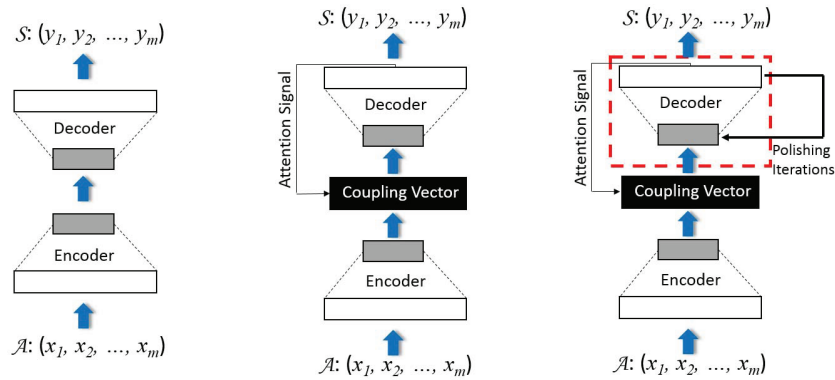 S: (y1, y2, ..., ym)
Decoder
Encoder
A: (x1, x2, ..., xm)
S: (y1, y2, ..., ym)
Attention Signal
Decoder
Coupling Vector
Encoder
A: (x1, x2, ..., xm)
S: (y1, y2, ..., ym)
Attention Signal
Decoder
Polishing
Iterations
Coupling Vector
Encoder
A: (x1, x2, ..., xm)